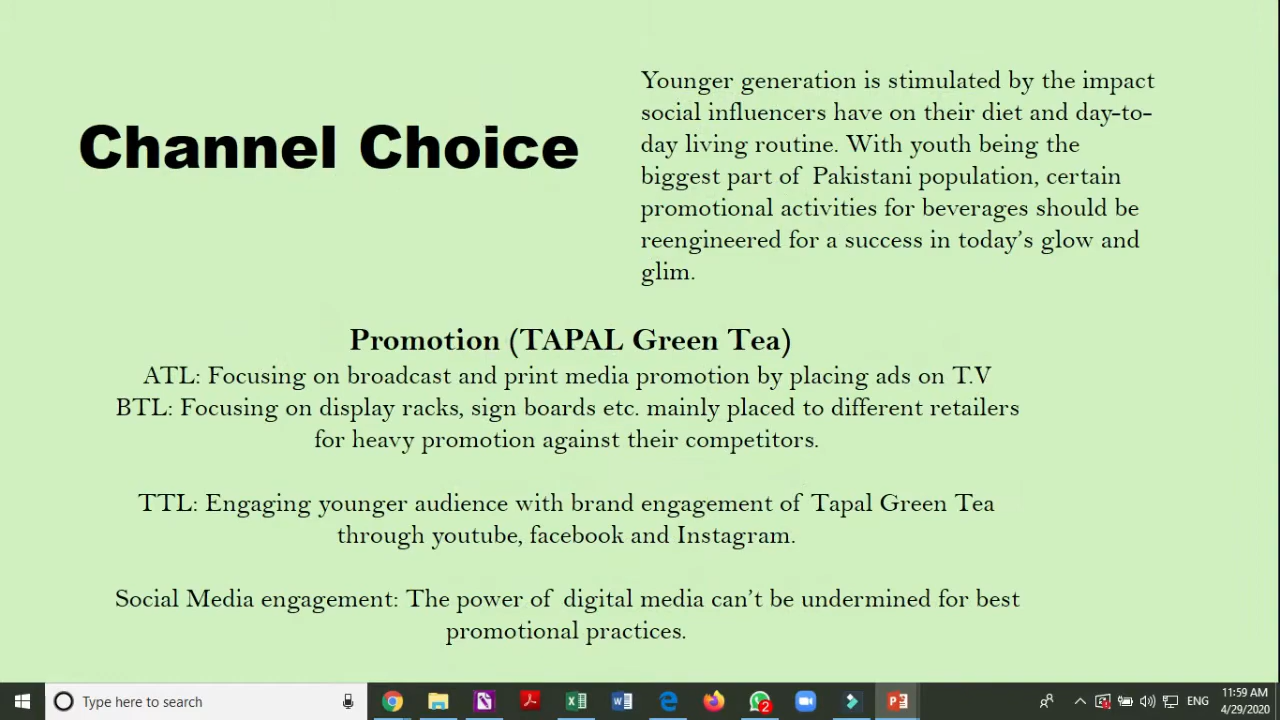 Channel Choice
Younger generation is stimulated by the impact
social influencers have on their diet and day-to-
day living routine. With youth being the
biggest part of Pakistani population, certain
promotional activities for beverages should be
reengineered for a success in today’s glow and
glim.
Promotion (TAPAL Green Tea)
ATL: Focusing on broadcast and print media promotion by placing ads on T.V
BTL: Focusing on display racks, sign boards etc. mainly placed to different retailers
for heavy promotion against their competitors.
TTL: Engaging younger audience with brand engagement of Tapal Green Tea
through youtube, facebook and Instagram.
Social Media engagement: The power of digital media can’t be undermined for best
promotional practices.
Type here to search
2
ENG
11:59 AM
4/29/2020